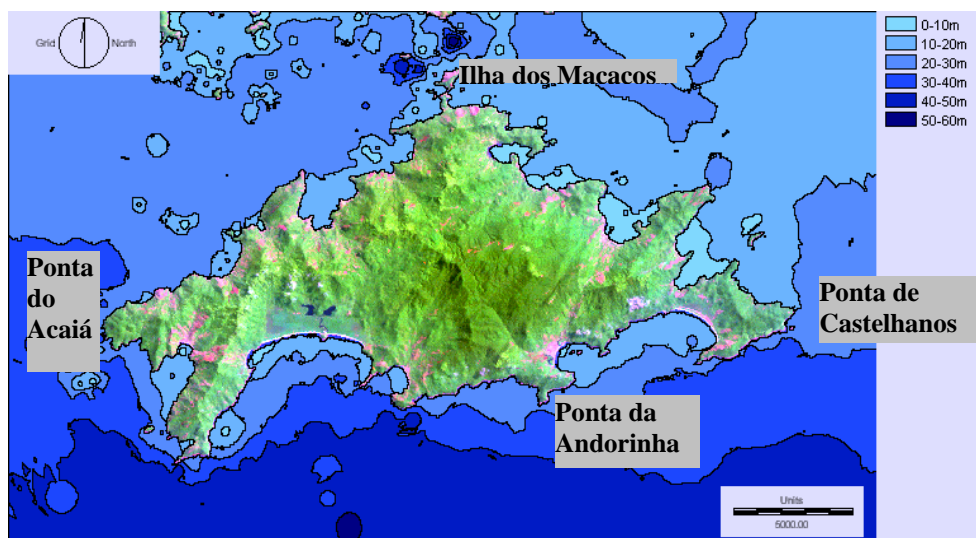 Grid North
Ilha dos Macacos
0-10m
10-20m
20-30m
30-40m
40-50m
50-60m
Ponta
do
Acaiá
Ponta de
Castelhanos
Ponta da
Andorinha
Units
5000.00